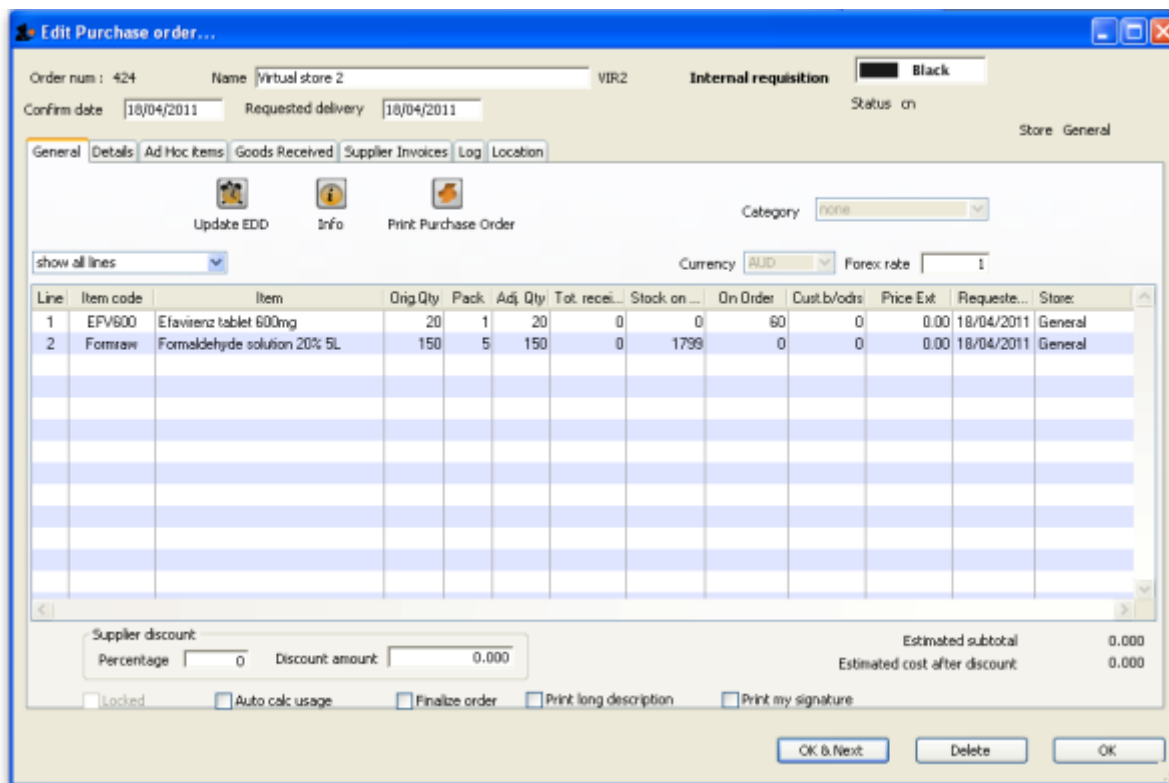 Edit Purchase order...
Order num : 424 Name Virtual store 2 VIR2 Internal requisition Black
Confirm date 18/04/2011 Requested delivery 18/04/2011 Status cn
Store General
General Details Ad Hoc items Goods Received Supplier Invoices Log Location
Update EDD Info Print Purchase Order Category none
show all lines Currency AUD Forex rate 1
Line Item code Item Orig.Qty Pack Adj. Qty Tot. recei... Stock on ... On Order Cust.b/odrs Price Ext Requeste... Store:
1 EFV600 Efavirenz tablet 600mg 20 1 20 0 0 60 0 0.00 18/04/2011 General
2 Formraw Formaldehyde solution 20% 5L 150 5 150 0 1799 0 0 0.00 18/04/2011 General
Supplier discount Estimated subtotal 0.000
Percentage 0 Discount amount 0.000 Estimated cost after discount 0.000
Locked Auto calc usage Finalize order Print long description Print my signature
OK & Next Delete OK